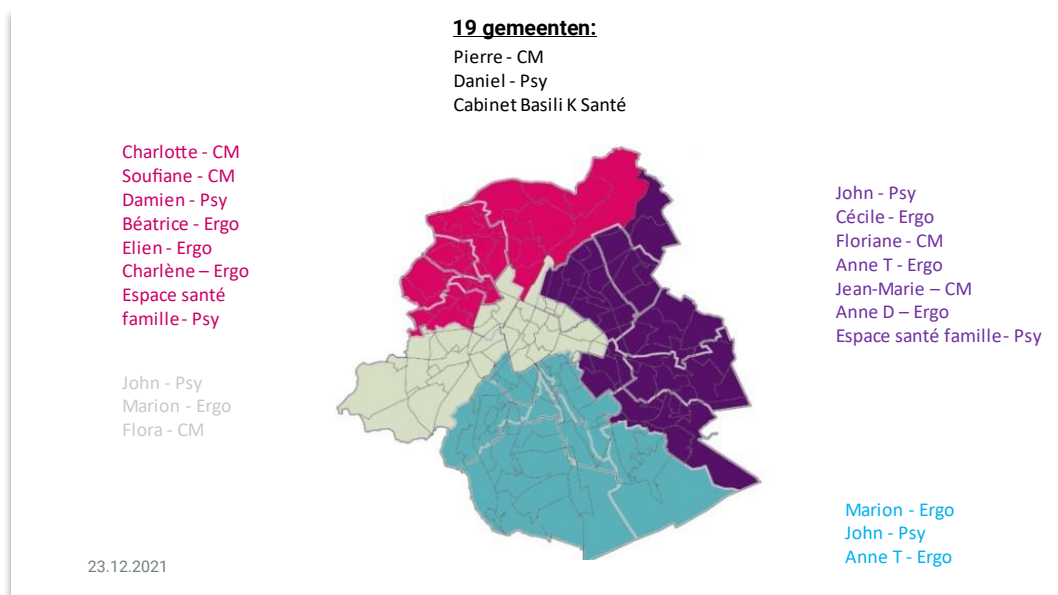 19 gemeenten:
Pierre - CM
Daniel - Psy
Cabinet Basili K Santé
Charlotte - CM
Soufiane - CM
Damien - Psy
Béatrice - Ergo
Elien - Ergo
Charlène – Ergo
Espace santé
famille - Psy
John - Psy
Marion - Ergo
Flora - CM
John - Psy
Cécile - Ergo
Floriane - CM
Anne T - Ergo
Jean-Marie – CM
Anne D – Ergo
Espace santé famille - Psy
Marion - Ergo
John - Psy
Anne T - Ergo
23.12.2021